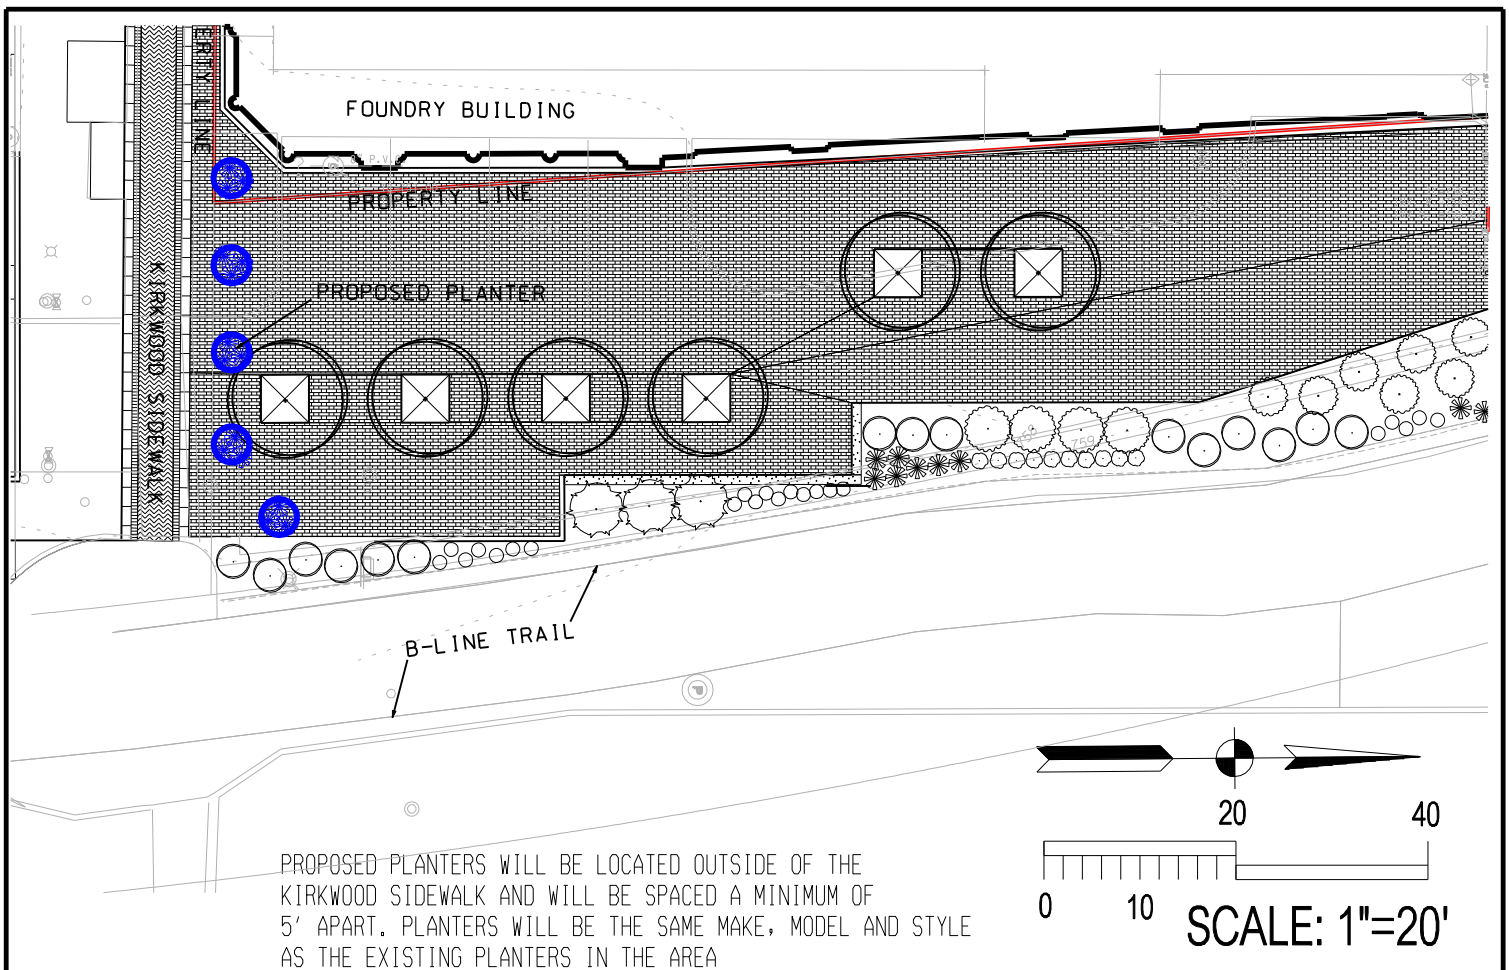 ERTY LINE
FOUNDRY BUILDING
P.V.
PROPERTY LINE
PROPOSED PLANTER
KIRKWOOD SIDEWALK
759
B-LINE TRAIL
P
20 40
0 10
SCALE: 1"=20'
PROPOSED PLANTERS WILL BE LOCATED OUTSIDE OF THE
KIRKWOOD SIDEWALK AND WILL BE SPACED A MINIMUM OF
5' APART. PLANTERS WILL BE THE SAME MAKE, MODEL AND STYLE
AS THE EXISTING PLANTERS IN THE AREA